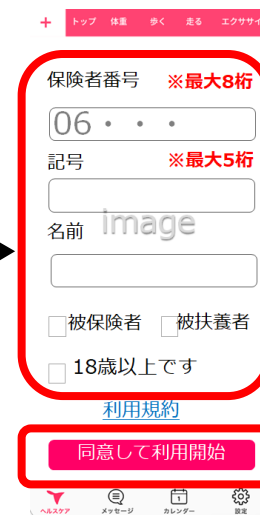 + トップ 体重 歩く 走る エクササイ
保険者番号 ※最大8桁
06・・・
記号 ※最大5桁
image
名前
被保険者 被扶養者
18歳以上です
利用規約
同意して利用開始
ヘルスケア メッセージ カレンダー 設定